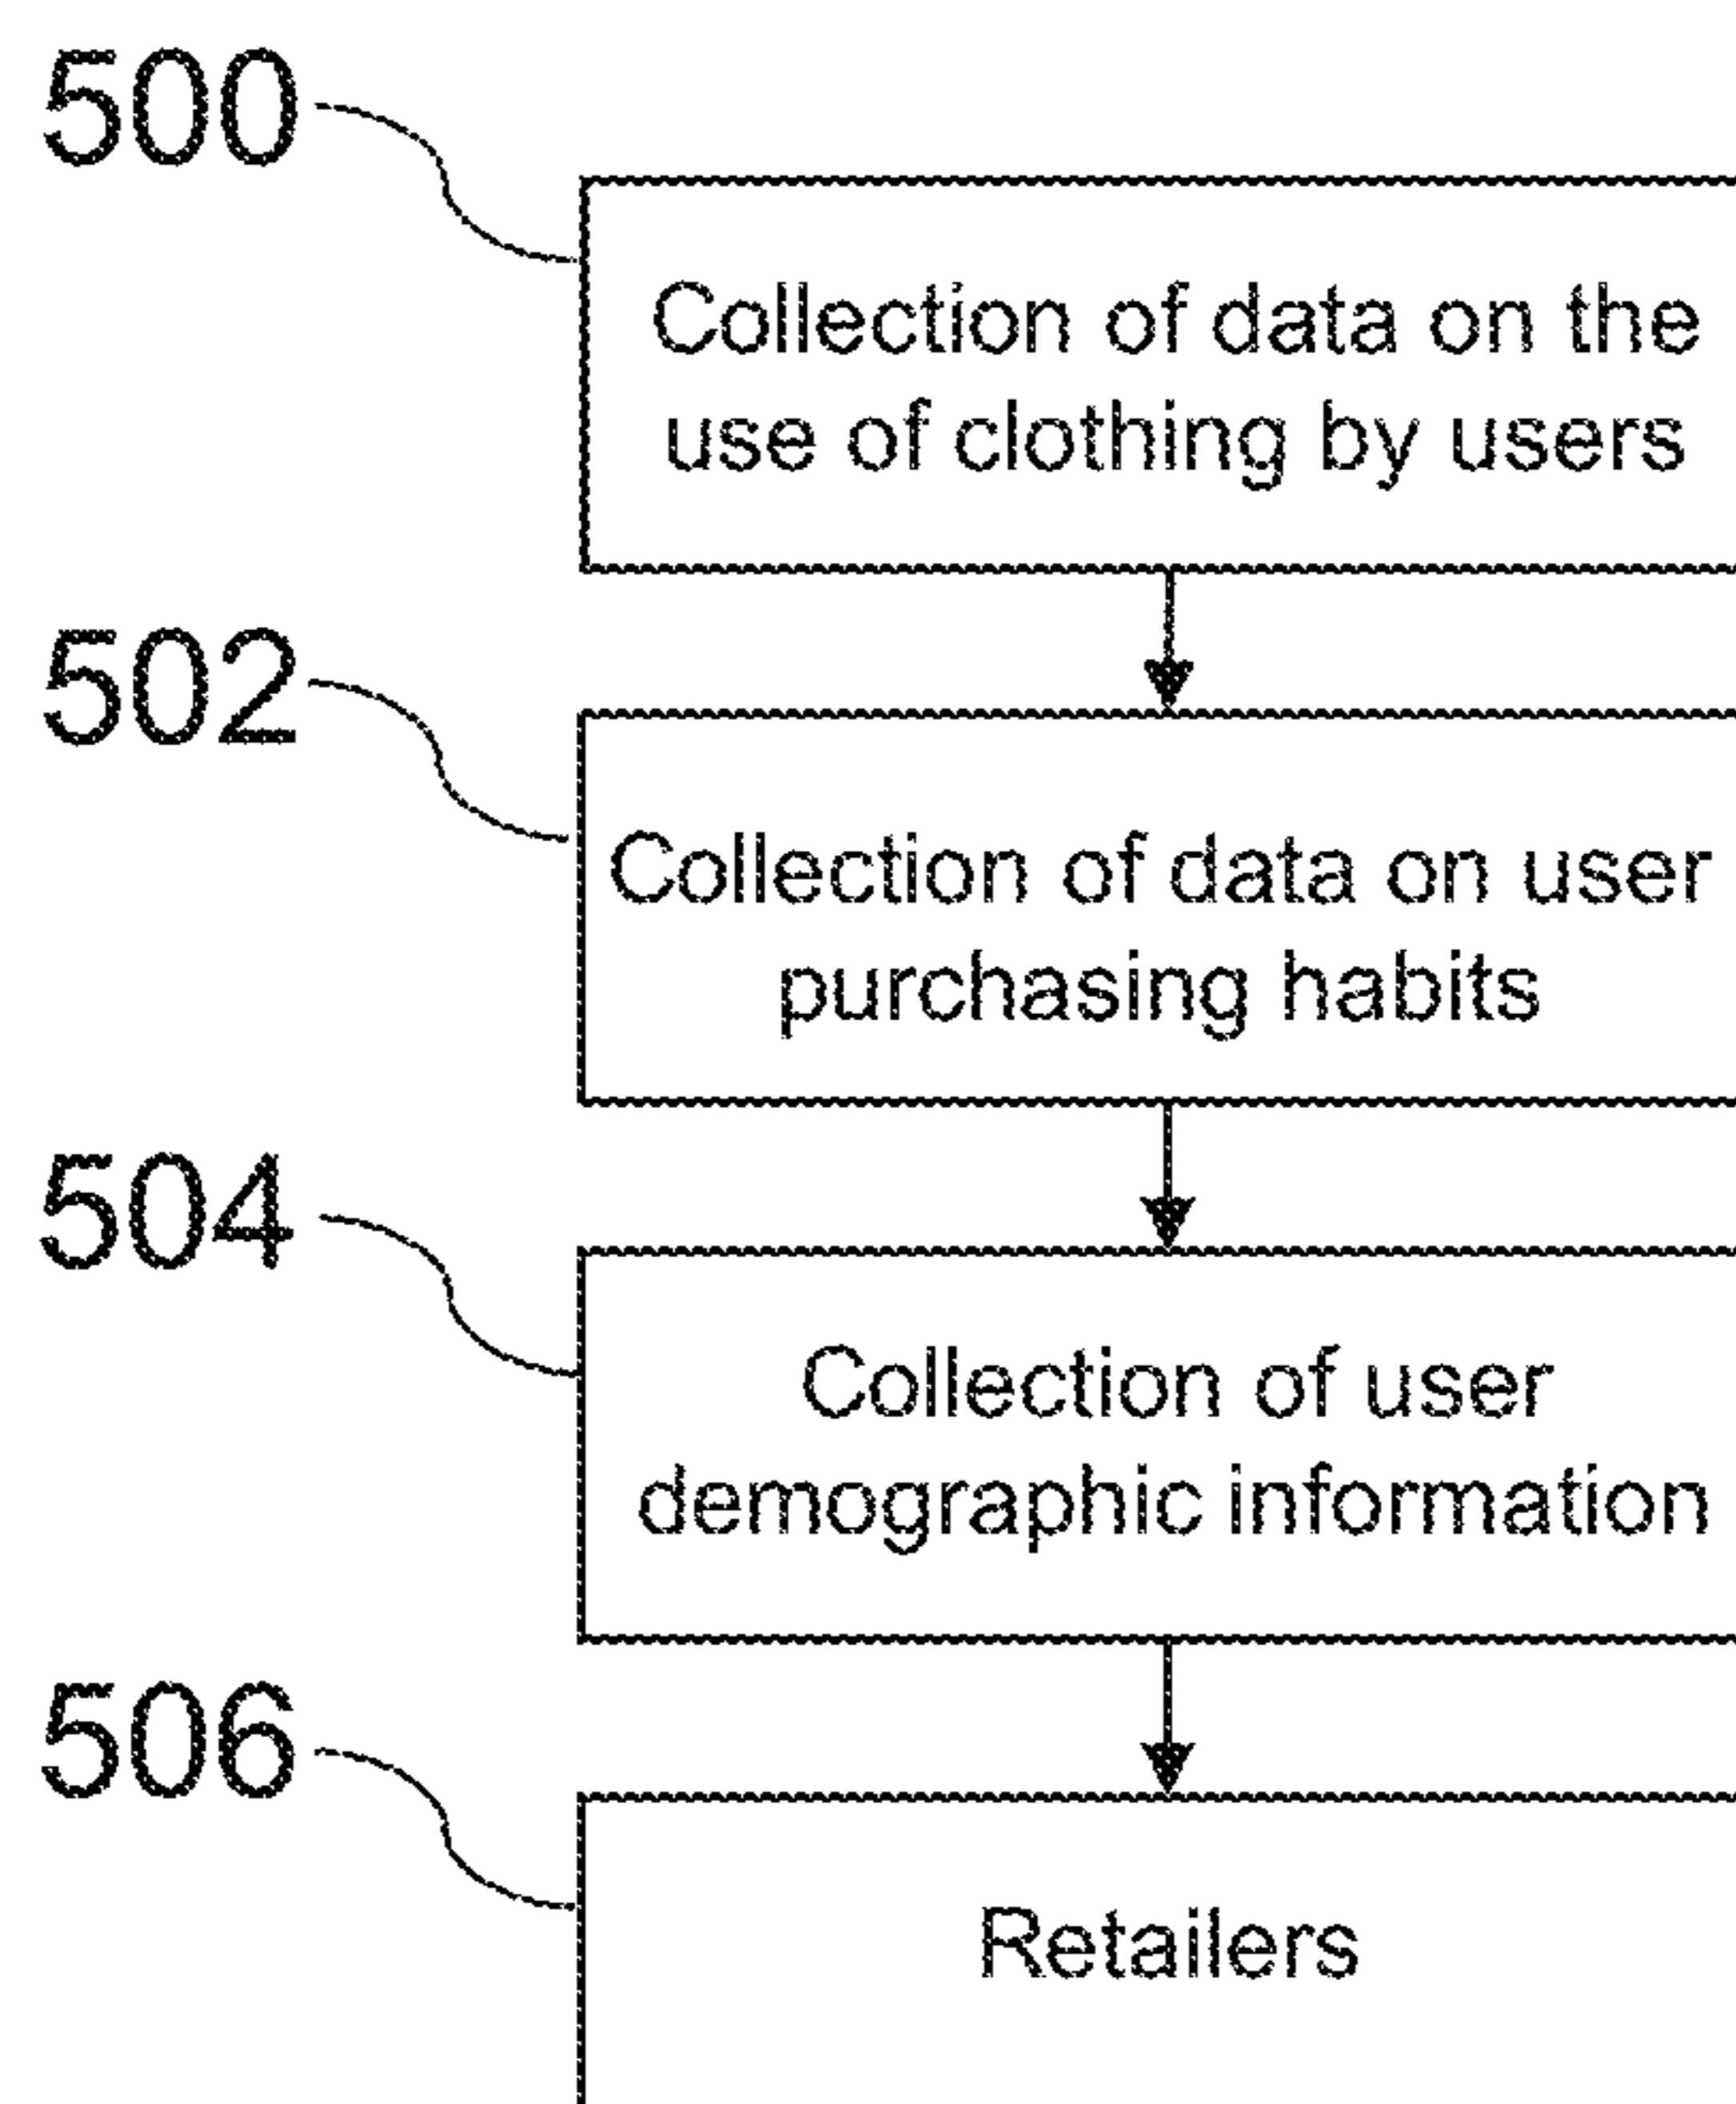 500
Collection of data on the
use of clothing by users
502
Collection of data on user
purchasing habits
504
Collection of user
demographic information
506
Retailers